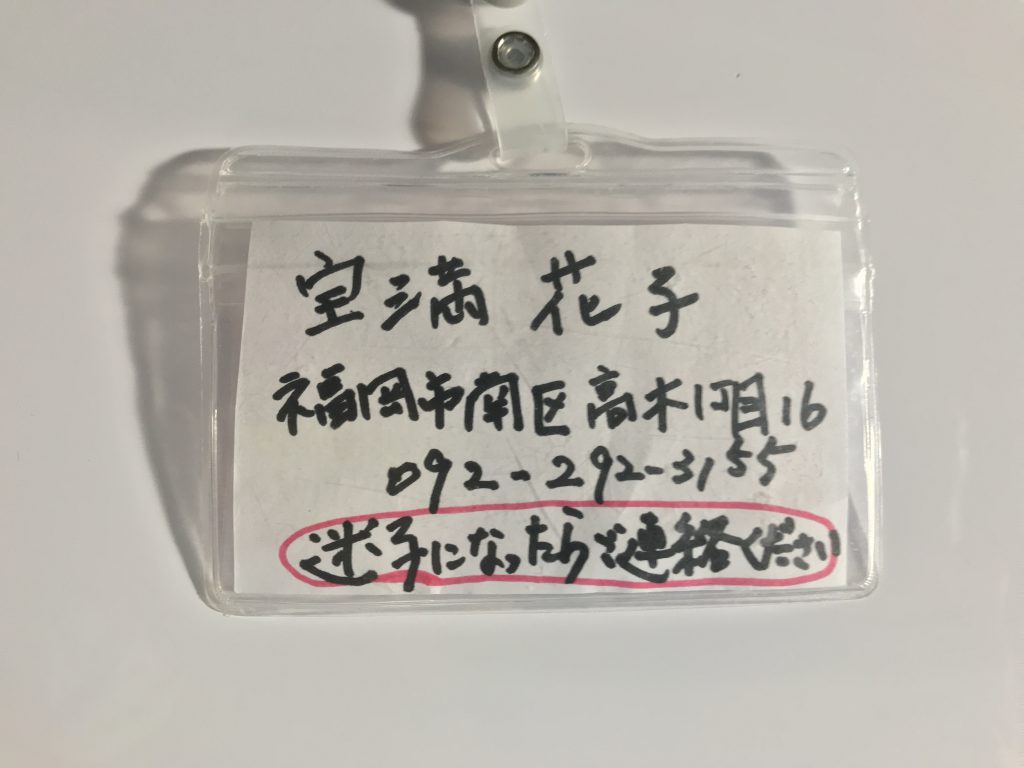 宝満 花子
福岡市南区高木1丁目16
092-292-3155
迷子になったらご連絡ください